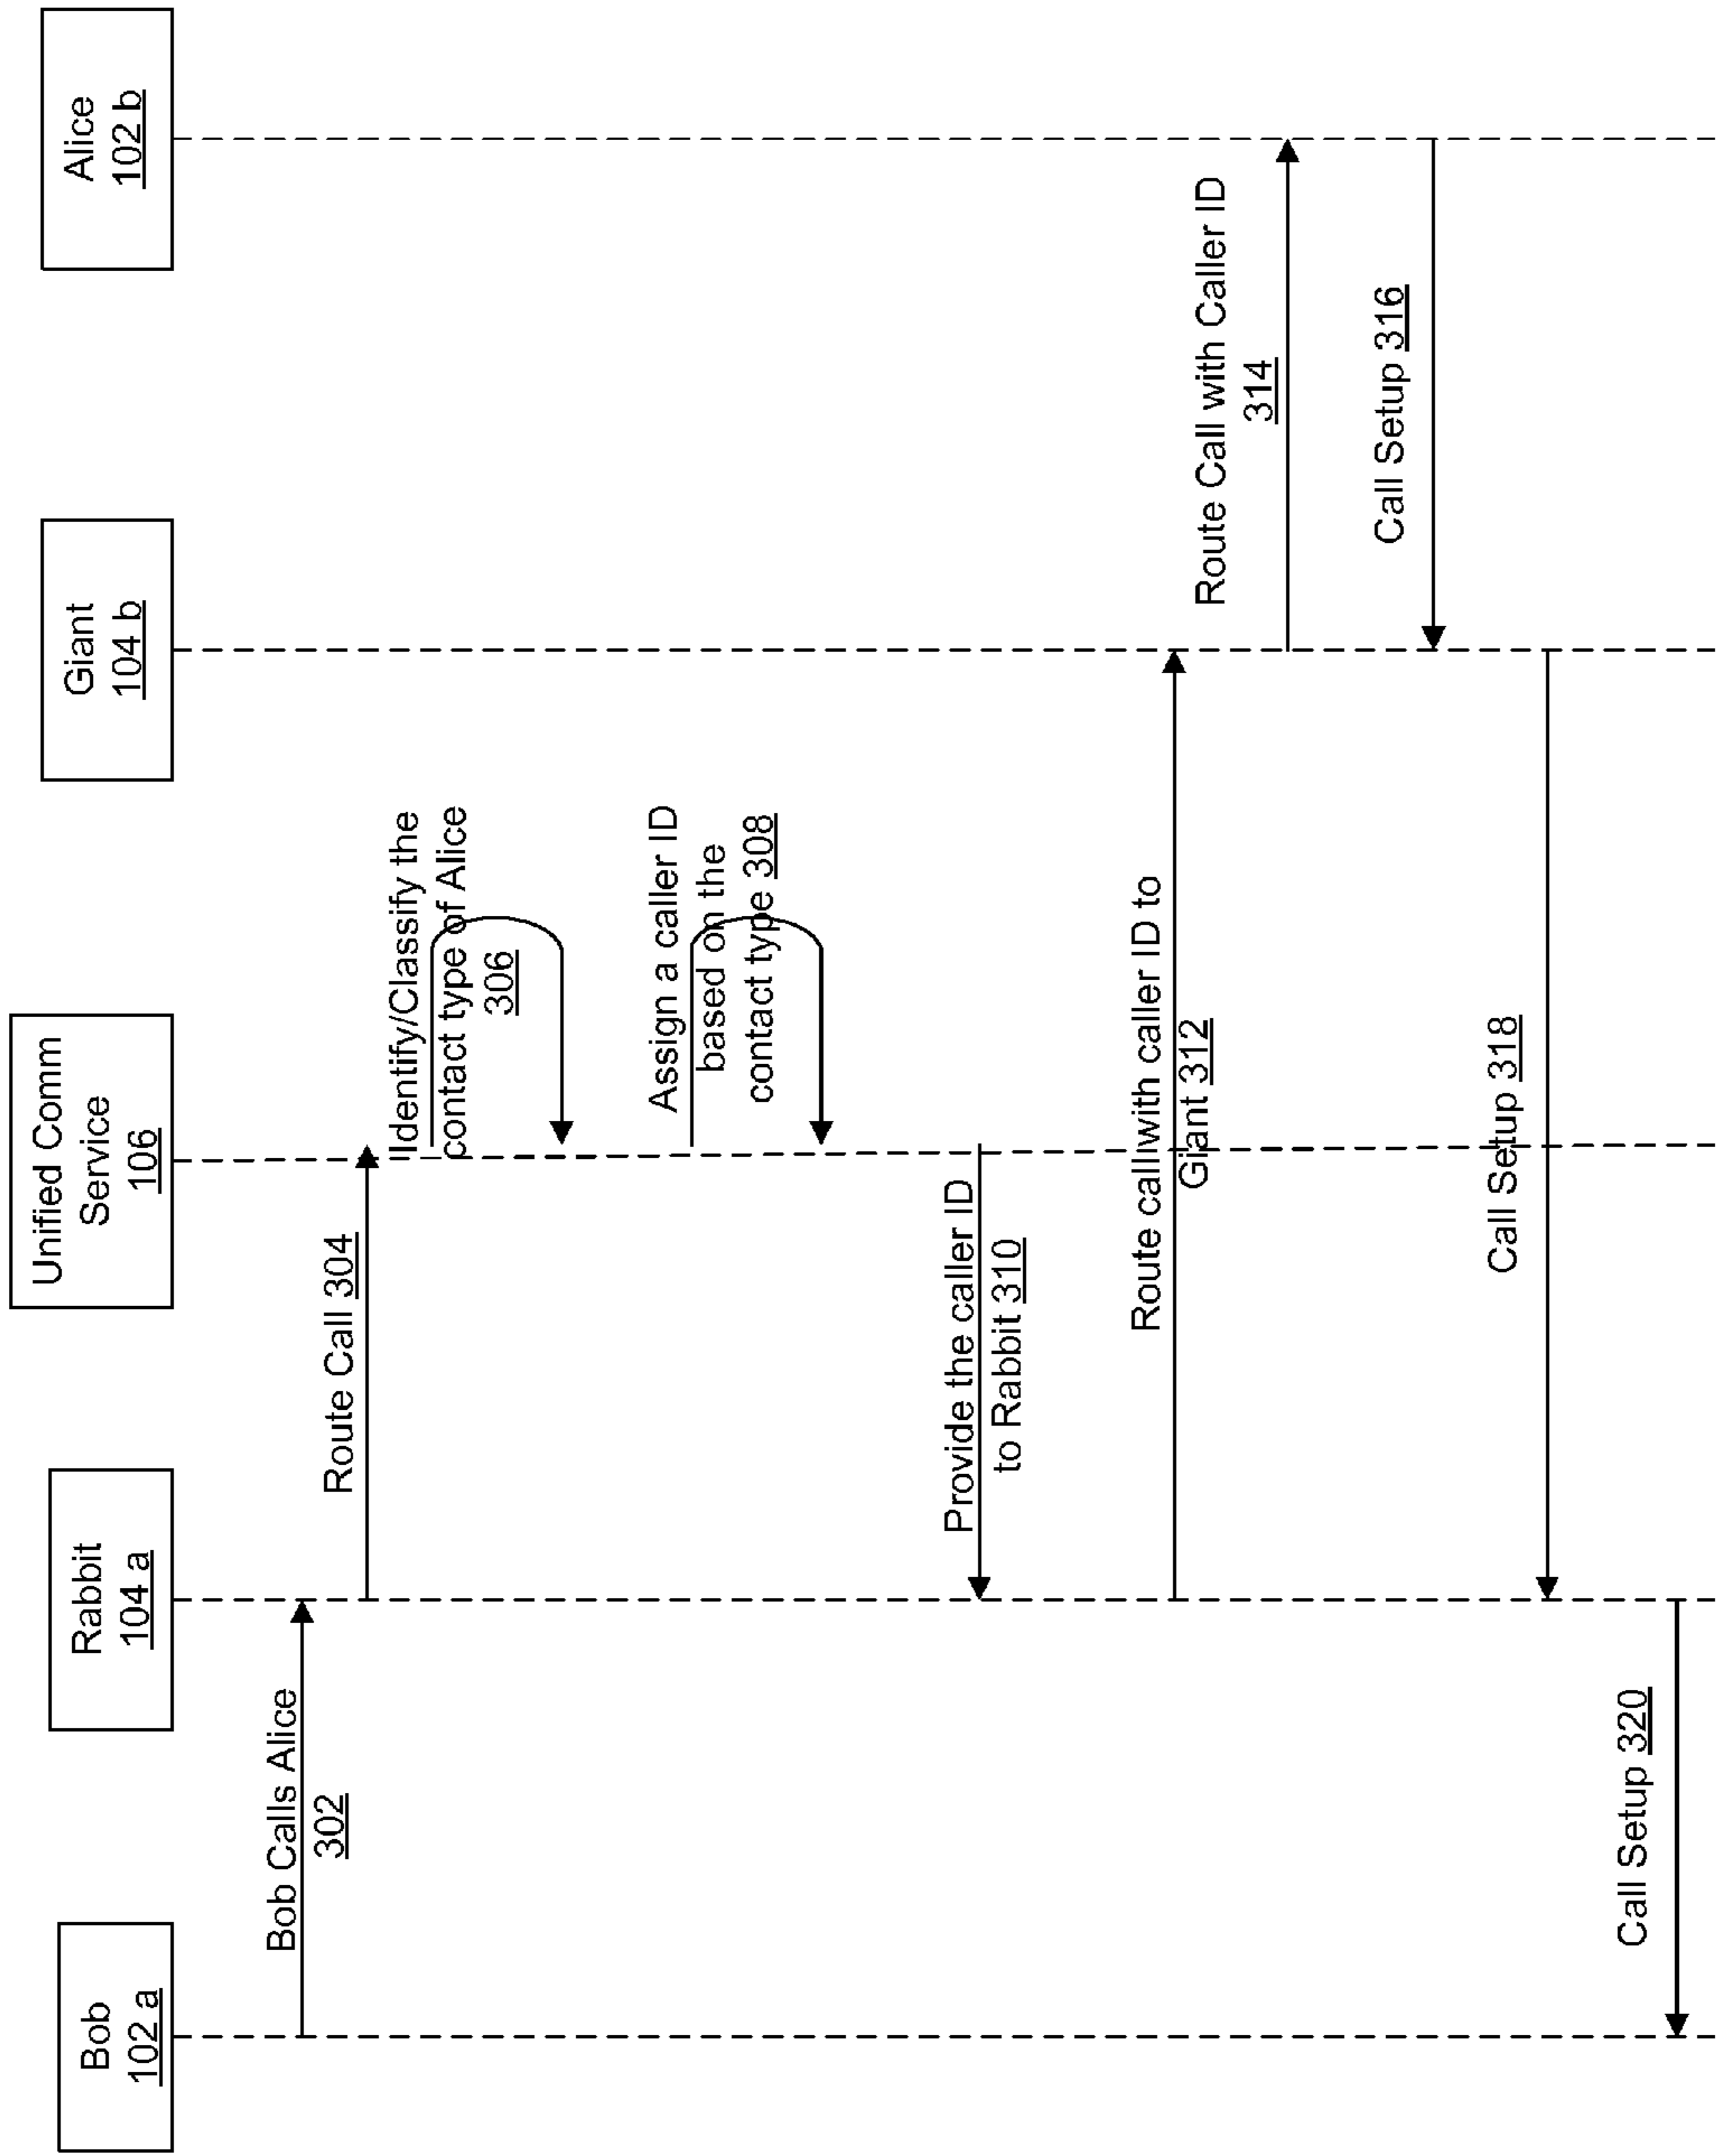 Bob
102 a
Rabbit
104 a
Unified Comm
Service
106
Giant
104 b
Alice
102 b
Bob Calls Alice
302
Route Call 304
Identify/Classify the
contact type of Alice
306
Assign a caller ID
based on the
contact type 308
Provide the caller ID
to Rabbit 310
Route call with caller ID to
Giant 312
Route Call with Caller ID
314
Call Setup 316
Call Setup 318
Call Setup 320